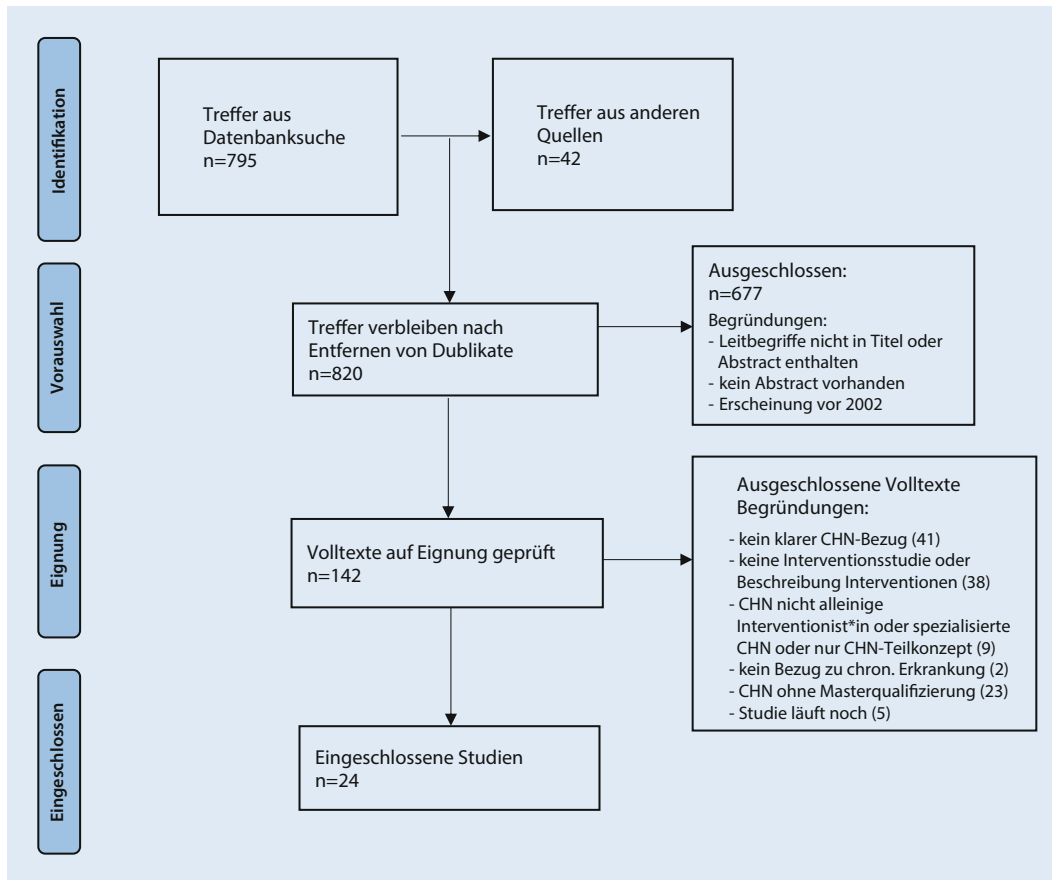 Identifikation
Treffer aus
Datenbanksuche
n=795
Treffer aus anderen
Quellen
n=42
Vorauswahl
Treffer verbleiben nach
Entfernen von Dublikate
n=820
Ausgeschlossen:
n=677
Begründungen:
- Leitbegriffe nicht in Titel oder
Abstract enthalten
- kein Abstract vorhanden
- Erscheinung vor 2002
Eignung
Volltexte auf Eignung geprüft
n=142
Ausgeschlossene Volltexte
Begründungen:
- kein klarer CHN-Bezug (41)
- keine Interventionsstudie oder
Beschreibung Interventionen (38)
- CHN nicht alleinige
Interventionist*in oder spezialisierte
CHN oder nur CHN-Teilkonzept (9)
- kein Bezug zu chron. Erkrankung (2)
- CHN ohne Masterqualifizierung (23)
- Studie läuft noch (5)
Eingeschlossen
Eingeschlossene Studien
n=24